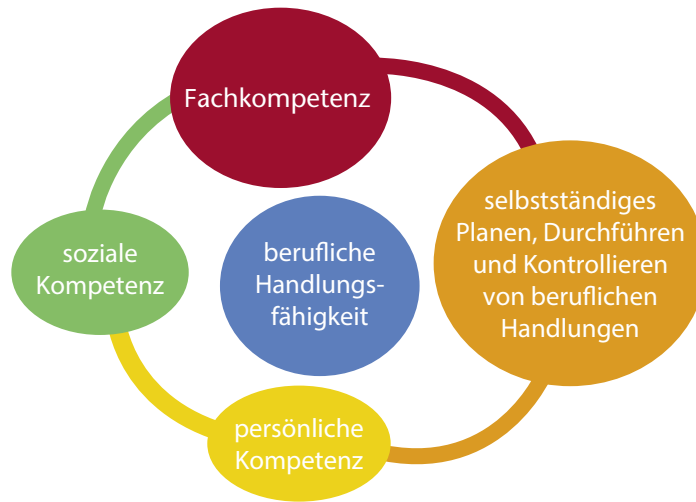 Fachkompetenz
selbstständiges
Planen, Durchführen
und Kontrollieren
von beruflichen
Handlungen
persönliche
Kompetenz
soziale
Kompetenz
berufliche
Handlungs-
fähigkeit